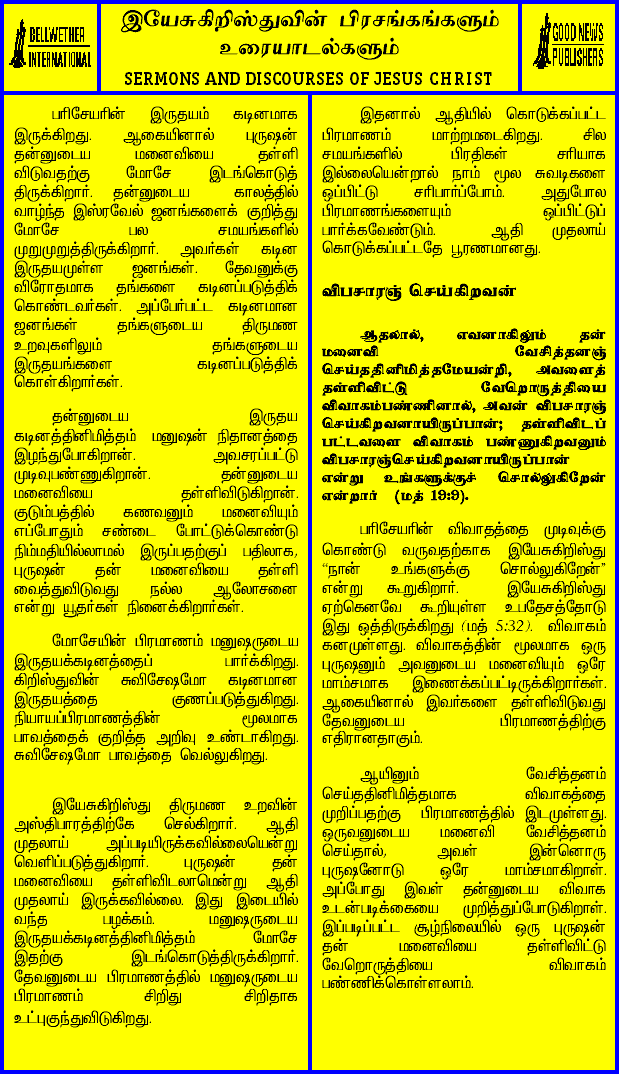 BELLWETHER
INTERNATIONAL
இயேசுகிறிஸ்துவின் பிரசங்கங்களும்
உரையாடல்களும்
SERMONS AND DISCOURSES OF JESUS CHRIST
GOOD NEWS
PUBLISHERS
பரிசேயரின் இருதயம் கடினமாக
இருக்கிறது. ஆகையினால் புருஷன்
தன்னுடைய மனைவியை தள்ளி
விடுவதற்கு மோசே இடங்கொடுத்
திருக்கிறார். தன்னுடைய காலத்தில்
வாழ்ந்த இஸ்ரவேல் ஜனங்களைக் குறித்து
மோசே பல சமயங்களில்
முறுமுறுத்திருக்கிறார். அவர்கள் கடின
இருதயமுள்ள ஜனங்கள். தேவனுக்கு
விரோதமாக தங்களை கடினப்படுத்திக்
கொண்டவர்கள். அப்பேர்பட்ட கடினமான
ஜனங்கள் தங்களுடைய திருமண
உறவுகளிலும் தங்களுடைய
இருதயங்களை கடினப்படுத்திக்
கொள்கிறார்கள்.
தன்னுடைய இருதய
கடினத்தினிமித்தம் மனுஷன் நிதானத்தை
இழந்துபோகிறான். அவசரப்பட்டு
முடிவுபண்ணுகிறான். தன்னுடைய
மனைவியை தள்ளிவிடுகிறான்.
குடும்பத்தில் கணவனும் மனைவியும்
எப்போதும் சண்டை போட்டுக்கொண்டு
நிம்மதியில்லாமல் இருப்பதற்குப் பதிலாக,
புருஷன் தன் மனைவியை தள்ளி
வைத்துவிடுவது நல்ல ஆலோசனை
என்று யூதர்கள் நினைக்கிறார்கள்.
மோசேயின் பிரமாணம் மனுஷருடைய
இருதயக்கடினத்தைப் பார்க்கிறது.
கிறிஸ்துவின் சுவிசேஷமோ கடினமான
இருதயத்தை குணப்படுத்துகிறது.
நியாயப்பிரமாணத்தின் மூலமாக
பாவத்தைக் குறித்த அறிவு உண்டாகிறது.
சுவிசேஷமோ பாவத்தை வெல்லுகிறது.
இயேசுகிறிஸ்து திருமண உறவின்
அஸ்திபாரத்திற்கே செல்கிறார். ஆதி
முதலாய் அப்படியிருக்கவில்லையென்று
வெளிப்படுத்துகிறார். புருஷன் தன்
மனைவியை தள்ளிவிடலாமென்று ஆதி
முதலாய் இருக்கவில்லை. இது இடையில்
வந்த பழக்கம். மனுஷருடைய
இருதயக்கடினத்தினிமித்தம் மோசே
இதற்கு இடங்கொடுத்திருக்கிறார்.
தேவனுடைய பிரமாணத்தில் மனுஷருடைய
பிரமாணம் சிறிது சிறிதாக
உட்புகுந்துவிடுகிறது.
இதனால் ஆதியில் கொடுக்கப்பட்ட
பிரமாணம் மாற்றமடைகிறது. சில
சமயங்களில் பிரதிகள் சரியாக
இல்லையென்றால் நாம் மூல சுவடிகளை
ஒப்பிட்டு சரிபார்ப்போம். அதுபோல
பிரமாணங்களையும் ஒப்பிட்டுப்
பார்க்கவேண்டும். ஆதி முதலாய்
கொடுக்கப்பட்டதே பூரணமானது.
விபசாரஞ் செய்கிறவன்
ஆதலால், எவனாகிலும் தன்
மனைவி வேசித்தனஞ்
செய்ததினிமித்தமேயன்றி, அவளைத்
தள்ளிவிட்டு வேறொருத்தியை
விவாகம்பண்ணினால், அவன் விபசாரஞ்
செய்கிறவனாயிருப்பான்; தள்ளிவிடப்
பட்டவளை விவாகம் பண்ணுகிறவனும்
விபசாரஞ்செய்கிறவனாயிருப்பான்
என்று உங்களுக்குச் சொல்லுகிறேன்
என்றார் (மத் 19:9).
பரிசேயரின் விவாதத்தை முடிவுக்கு
கொண்டு வருவதற்காக இயேசுகிறிஸ்து
“நான் உங்களுக்கு சொல்லுகிறேன்”
என்று கூறுகிறார். இயேசுகிறிஸ்து
ஏற்கெனவே கூறியுள்ள உபதேசத்தோடு
இது ஒத்திருக்கிறது (மத் 5:32). விவாகம்
கனமுள்ளது. விவாகத்தின் மூலமாக ஒரு
புருஷனும் அவனுடைய மனைவியும் ஒரே
மாம்சமாக இணைக்கப்பட்டிருக்கிறார்கள்.
ஆகையினால் இவர்களை தள்ளிவிடுவது
தேவனுடைய பிரமாணத்திற்கு
எதிரானதாகும்.
ஆயினும் வேசித்தனம்
செய்ததினிமித்தமாக விவாகத்தை
முறிப்பதற்கு பிரமாணத்தில் இடமுள்ளது.
ஒருவனுடைய மனைவி வேசித்தனம்
செய்தால், அவள் இன்னொரு
புருஷனோடு ஒரே மாம்சமாகிறாள்.
அப்போது இவள் தன்னுடைய விவாக
உடன்படிக்கையை முறித்துப்போடுகிறாள்.
இப்படிப்பட்ட சூழ்நிலையில் ஒரு புருஷன்
தன் மனைவியை தள்ளிவிட்டு
வேறொருத்தியை விவாகம்
பண்ணிக்கொள்ளலாம்.